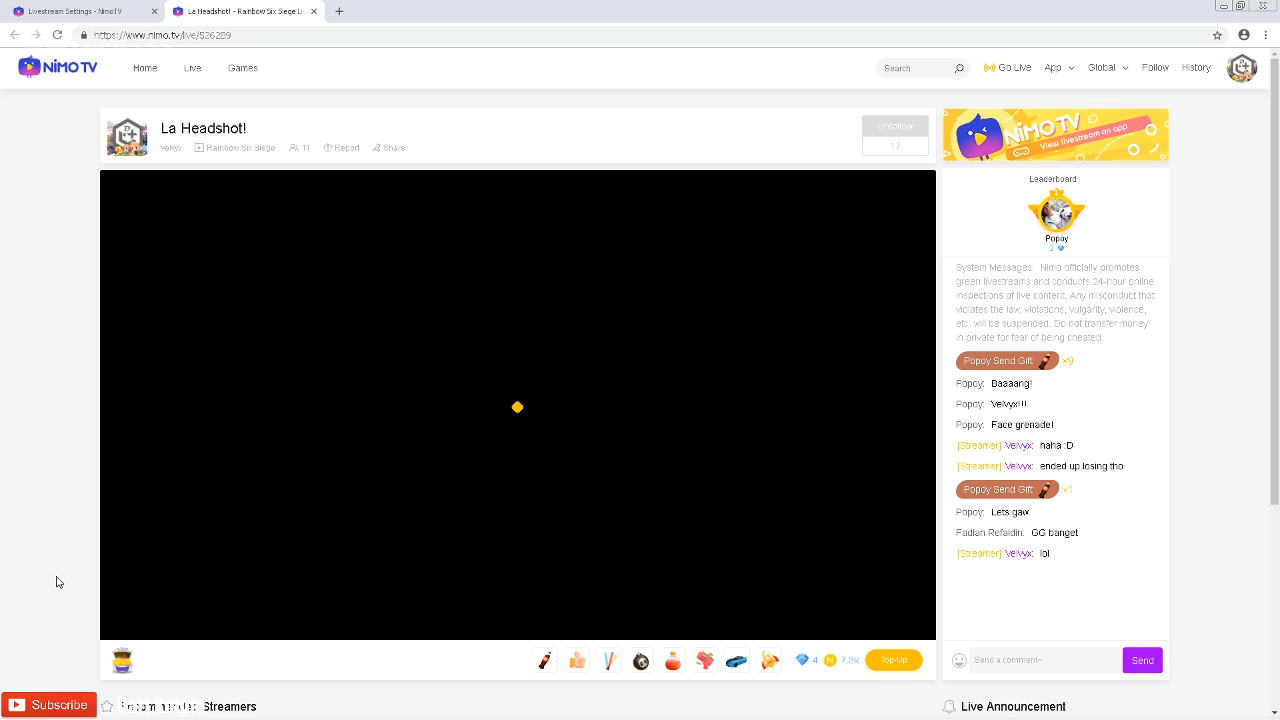 Livestream Settings - NimoTV
La Headshot! - Rainbow Six Siege Li
https://www.nimo.tv/live/526289
NiMO TV
Home
Live
Games
Search
Go Live
App
Global
Follow
History
La Headshot!
Velvyx
Rainbow Six Siege
11
Report
Share
Unfollow
17
NiMO TV
View livestream on app
Leaderboard
1
Popoy
System Messages: Nimo officially promotes
green livestreams and conducts 24-hour online
inspections of live content. Any misconduct that
violates the law, violations, vulgarity, violence,
etc. will be suspended. Do not transfer money
in private for fear of being cheated.
Popoy Send Gift ×9
Popoy: Baaaang!
Popoy: Velvyx!!!
Popoy: Face grenade!
[Streamer] Velvyx: haha :D
[Streamer] Velvyx: ended up losing tho
Popoy Send Gift ×1
Popoy: Lets gaw
Fadlan Refaldin: GG banget
[Streamer] Velvyx: lol
4
N
7.3k
Top-Up
Send a comment~
Send
Subscribe
Streamers
Live Announcement